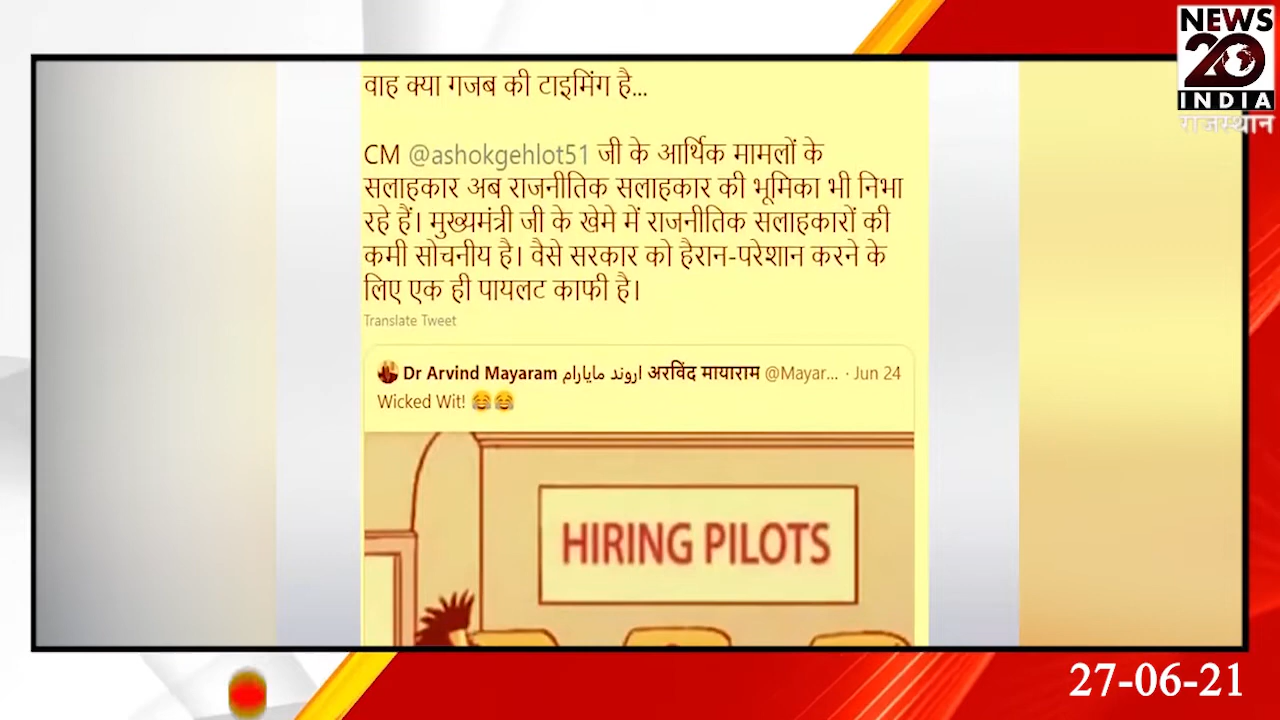 NEWS
20
INDIA
राजस्थान
वाह क्या गजब की टाइमिंग है...
CM @ashokgehlot51 जी के आर्थिक मामलों के
सलाहकार अब राजनीतिक सलाहकार की भूमिका भी निभा
रहे हैं। मुख्यमंत्री जी के खेमे में राजनीतिक सलाहकारों की
कमी सोचनीय है। वैसे सरकार को हैरान-परेशान करने के
लिए एक ही पायलट काफी है।
Translate Tweet
Dr Arvind Mayaram اروند مایارام अरविंद मायाराम @Mayar... · Jun 24
Wicked Wit! 😂😂
HIRING PILOTS
27-06-21